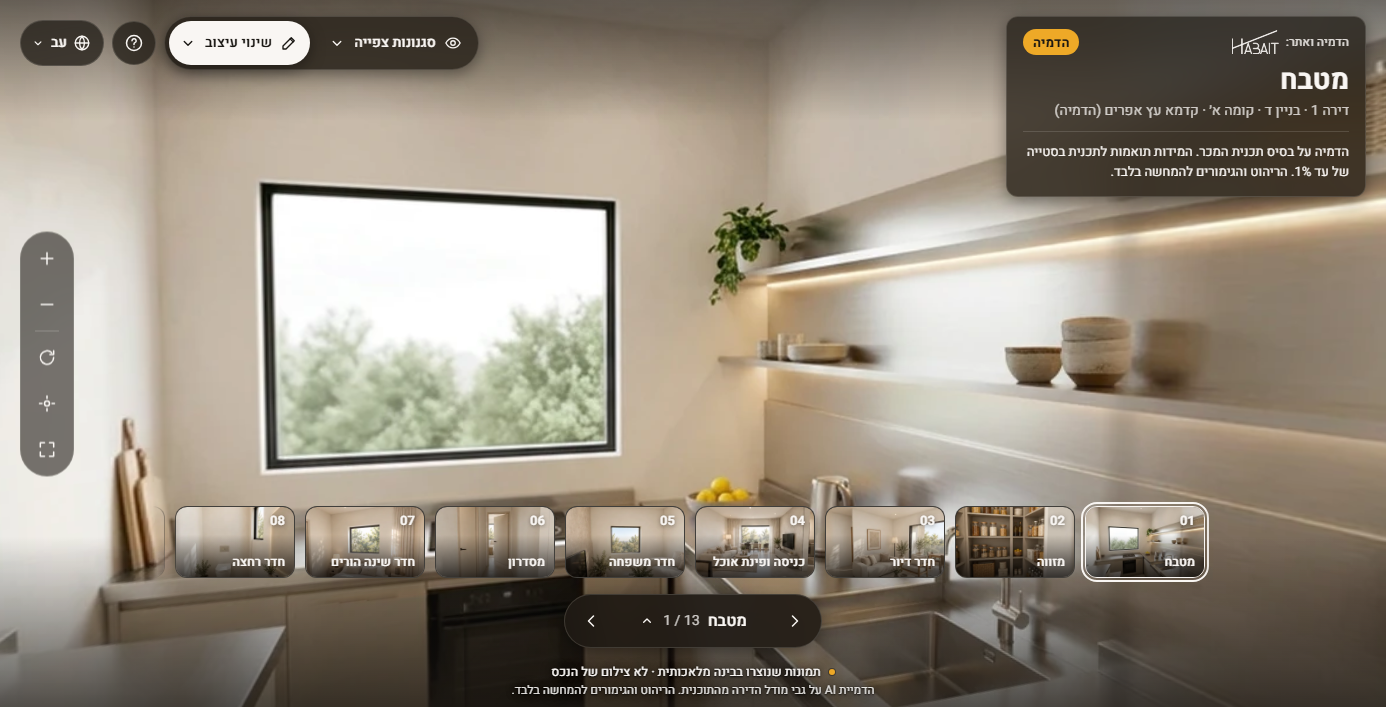 הדמיה ואתר: HABAIT
הדמיה
מטבח
דירה 1 · בניין ד · קומה א' · קדמא עץ אפרים (הדמיה)
הדמיה על בסיס תכנית המכר. המידות תואמות לתכנית בסטייה
של עד 1%. הריהוט והגימורים להמחשה בלבד.
סגנונות צפייה
שינוי עיצוב
?
עב
01
מטבח
02
מזווה
03
חדר דיור
04
כניסה ופינת אוכל
05
חדר משפחה
06
מסדרון
07
חדר שינה הורים
08
חדר רחצה
מטבח 1 / 13
תמונות שנוצרו בבינה מלאכותית · לא צילום של הנכס
הדמיית AI על גבי מודל הדירה מהתוכנית. הריהוט והגימורים להמחשה בלבד.